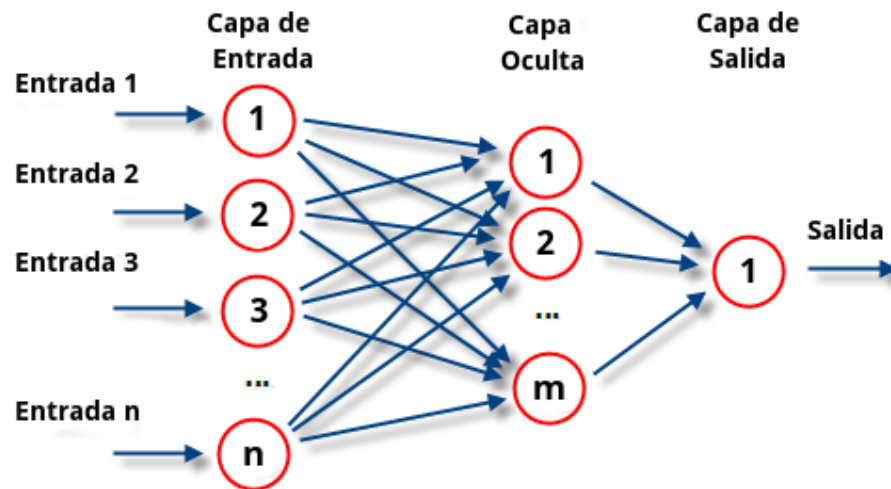 Capa de
Entrada
Capa
Oculta
Capa de
Salida
Entrada 1
1
Entrada 2
2
Entrada 3
3
...
Entrada n
n
1
2
...
m
1
Salida